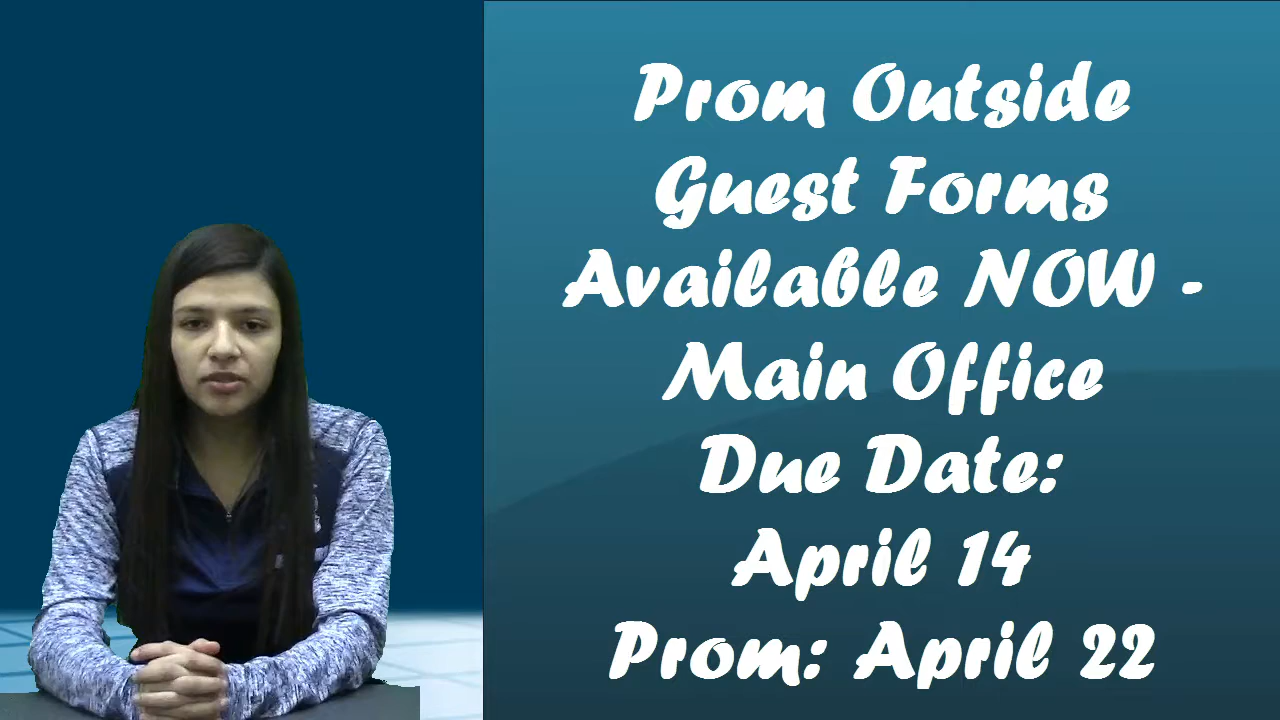 Prom Outside
Guest Forms
Available NOW -
Main Office
Due Date:
April 14
Prom: April 22